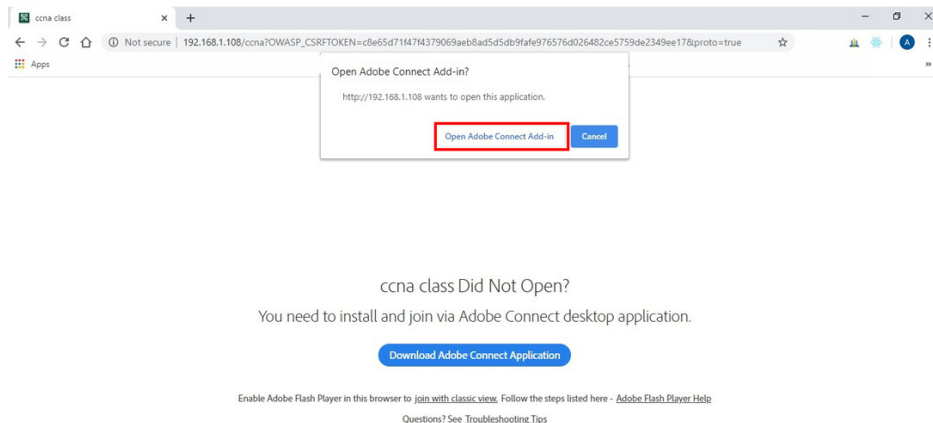 ccna class
Not secure | 192.168.1.108/ccna?OWASP_CSRFTOKEN=c8e65d71f47f4379069aeb8ad5d5db9fafe976576d026482ce5759de2349ee17&proto=true
A
Apps
Open Adobe Connect Add-in?
http://192.168.1.108 wants to open this application.
Open Adobe Connect Add-in Cancel
ccna class Did Not Open?
You need to install and join via Adobe Connect desktop application.
Download Adobe Connect Application
Enable Adobe Flash Player in this browser to join with classic view. Follow the steps listed here - Adobe Flash Player Help
Questions? See Troubleshooting Tips